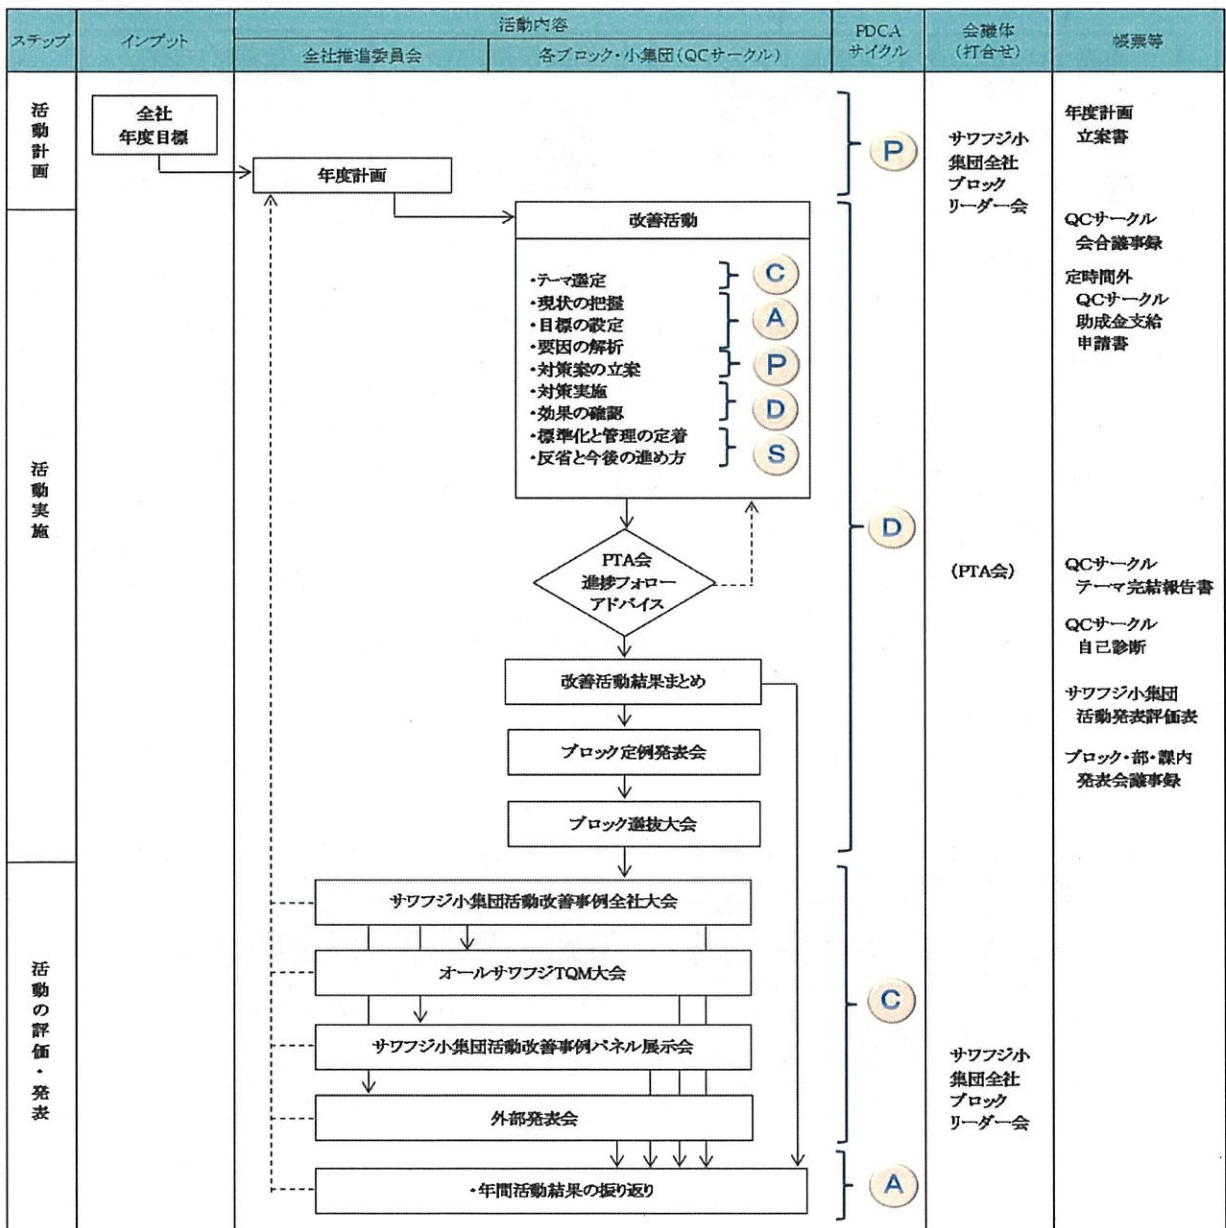 ステップ
インプット
活動内容
全社推進委員会
各ブロック・小集団(QCサークル)
PDCA
サイクル
会議体
(打合せ)
帳票等
活動計画
全社
年度目標
年度計画
P
サワフジ小
集団全社
ブロック
リーダー会
年度計画
立案書
活動実施
改善活動
・テーマ選定
・現状の把握
・目標の設定
・要因の解析
・対策案の立案
・対策実施
・効果の確認
・標準化と管理の定着
・反省と今後の進め方
C
A
P
D
S
PTA会
進捗フォロー
アドバイス
改善活動結果まとめ
ブロック定例発表会
ブロック選抜大会
D
(PTA会)
QCサークル
会合議事録
定時間外
QCサークル
助成金支給
申請書
QCサークル
テーマ完結報告書
QCサークル
自己診断
サワフジ小集団
活動発表評価表
ブロック・部・課内
発表会議事録
活動の評価・発表
サワフジ小集団活動改善事例全社大会
オールサワフジTQM大会
サワフジ小集団活動改善事例パネル展示会
外部発表会
・年間活動結果の振り返り
C
A
サワフジ小
集団全社
ブロック
リーダー会